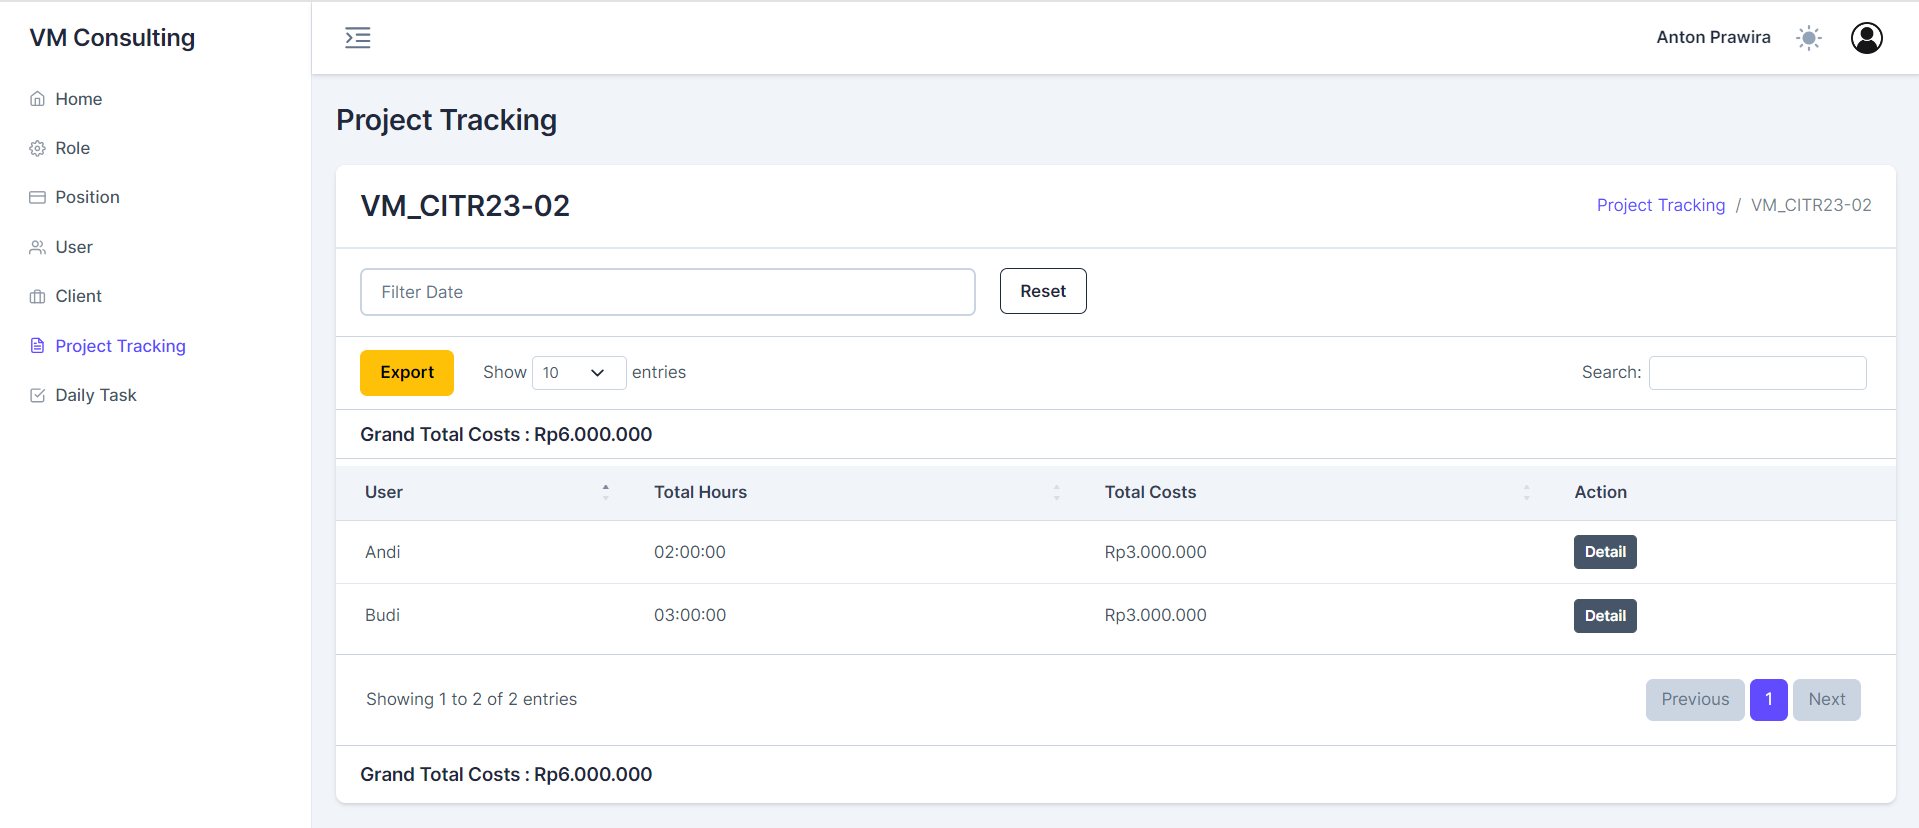 VM Consulting
Anton Prawira
Home
Role
Position
User
Client
Project Tracking
Daily Task
Project Tracking
VM_CITR23-02
Project Tracking / VM_CITR23-02
Filter Date
Reset
Export
Show 10 entries
Search:
Grand Total Costs : Rp6.000.000
User Total Hours Total Costs Action
Andi 02:00:00 Rp3.000.000 Detail
Budi 03:00:00 Rp3.000.000 Detail
Showing 1 to 2 of 2 entries
Previous 1 Next
Grand Total Costs : Rp6.000.000